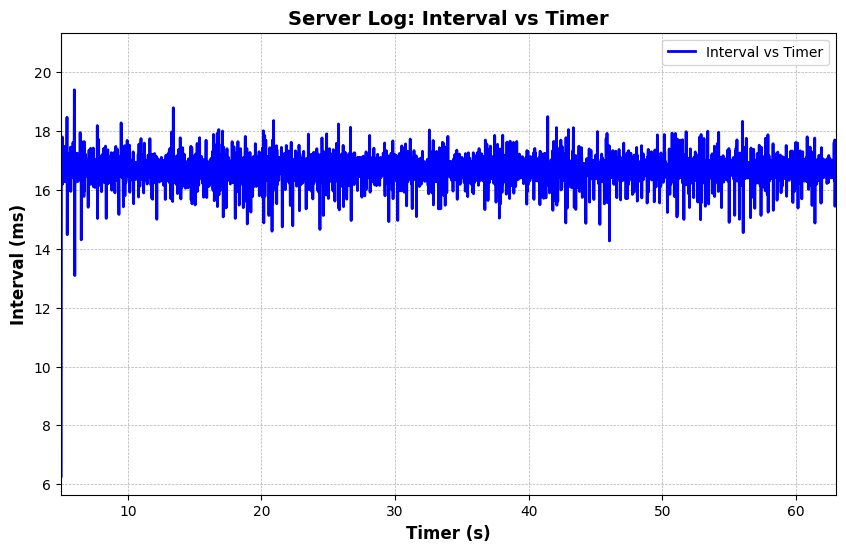 Server Log: Interval vs Timer
Interval vs Timer
20
18
16
14
12
10
8
6
Interval (ms)
10 20 30 40 50 60
Timer (s)